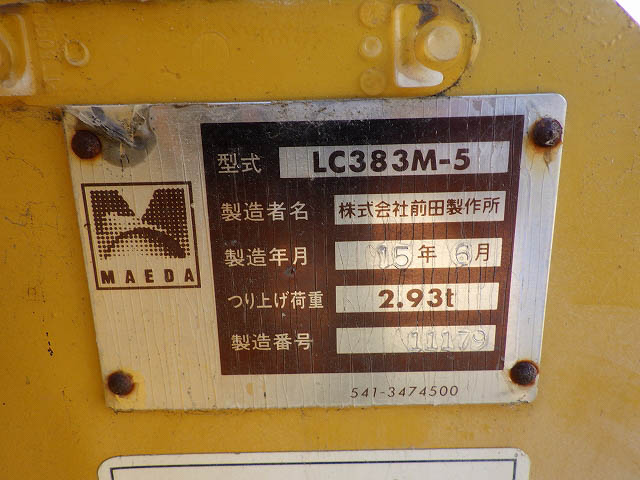 型式 LC383M-5
製造者名 株式会社前田製作所
製造年月 15年 6月
つり上げ荷重 2.93t
製造番号 11179
MAEDA
541-3474500